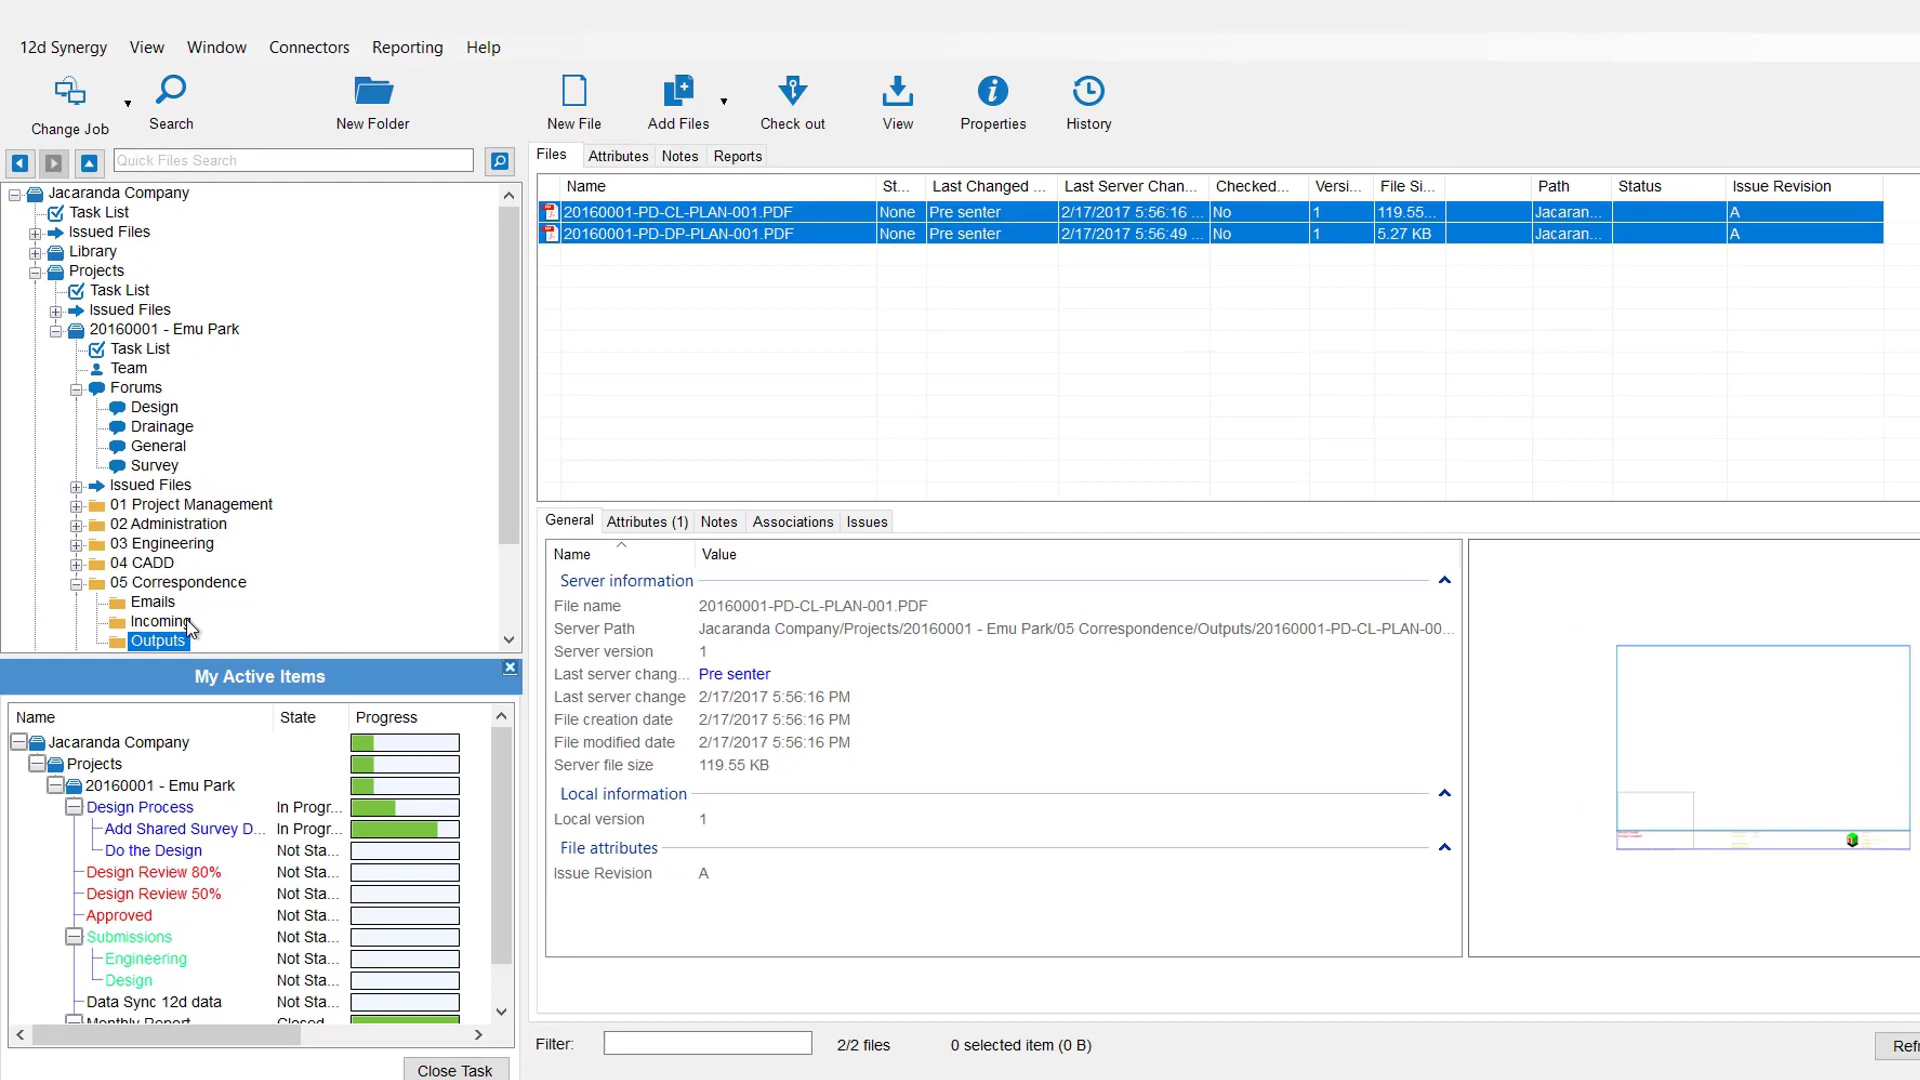 12d Synergy View Window Connectors Reporting Help
Change Job Search New Folder New File Add Files Check out View Properties History
Quick Files Search
Jacaranda Company
Task List
Issued Files
Library
Projects
Task List
Issued Files
20160001 - Emu Park
Task List
Team
Forums
Design
Drainage
General
Survey
Issued Files
01 Project Management
02 Administration
03 Engineering
04 CADD
05 Correspondence
Emails
Incoming
Outputs
Files Attributes Notes Reports
Name St... Last Changed ... Last Server Chan... Checked... Versi... File Si... Path Status Issue Revision
20160001-PD-CL-PLAN-001.PDF None Pre senter 2/17/2017 5:56:16 ... No 1 119.55... Jacaran... A
20160001-PD-DP-PLAN-001.PDF None Pre senter 2/17/2017 5:56:49 ... No 1 5.27 KB Jacaran... A
General Attributes (1) Notes Associations Issues
Name Value
Server information
File name 20160001-PD-CL-PLAN-001.PDF
Server Path Jacaranda Company/Projects/20160001 - Emu Park/05 Correspondence/Outputs/20160001-PD-CL-PLAN-00...
Server version 1
Last server chang... Pre senter
Last server change 2/17/2017 5:56:16 PM
File creation date 2/17/2017 5:56:16 PM
File modified date 2/17/2017 5:56:16 PM
Server file size 119.55 KB
Local information
Local version 1
File attributes
Issue Revision A
My Active Items
Name State Progress
Jacaranda Company
Projects
20160001 - Emu Park
Design Process In Progr...
Add Shared Survey D... In Progr...
Do the Design Not Sta...
Design Review 80% Not Sta...
Design Review 50% Not Sta...
Approved Not Sta...
Submissions Not Sta...
Engineering Not Sta...
Design Not Sta...
Data Sync 12d data Not Sta...
Monthly Report Closed
Close Task
Filter: 2/2 files 0 selected item (0 B) Refr